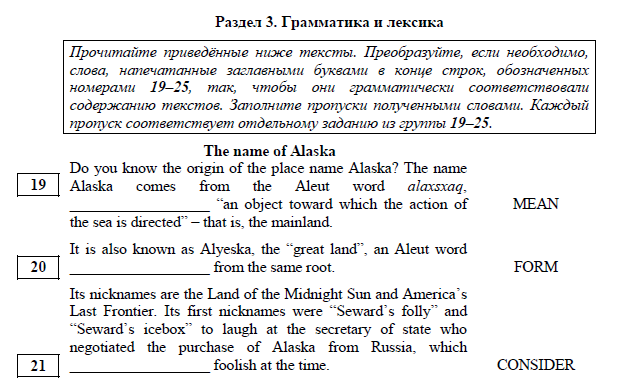 Раздел 3. Грамматика и лексика
Прочитайте приведённые ниже тексты. Преобразуйте, если необходимо,
слова, напечатанные заглавными буквами в конце строк, обозначенных
номерами 19–25, так, чтобы они грамматически соответствовали
содержанию текстов. Заполните пропуски полученными словами. Каждый
пропуск соответствует отдельному заданию из группы 19–25.
The name of Alaska
Do you know the origin of the place name Alaska? The name
19 Alaska comes from the Aleut word alaxsxaq,
_______________ “an object toward which the action of MEAN
the sea is directed” – that is, the mainland.
It is also known as Alyeska, the “great land”, an Aleut word
20 _______________ from the same root. FORM
Its nicknames are the Land of the Midnight Sun and America’s
Last Frontier. Its first nicknames were “Seward’s folly” and
“Seward’s icebox” to laugh at the secretary of state who
negotiated the purchase of Alaska from Russia, which
21 _______________ foolish at the time. CONSIDER